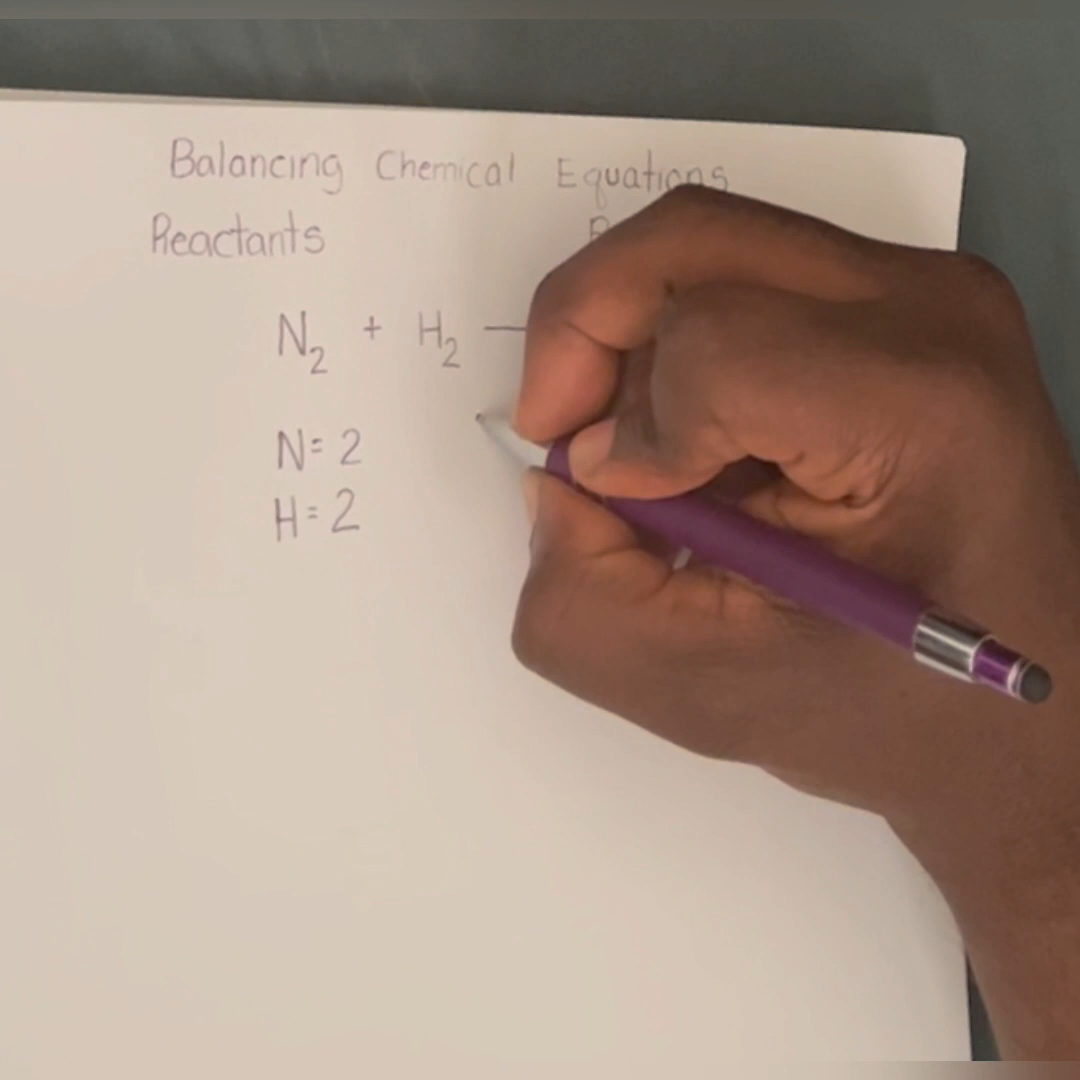 Balancing Chemical Equations
Reactants
N₂ + H₂ —
N = 2
H = 2